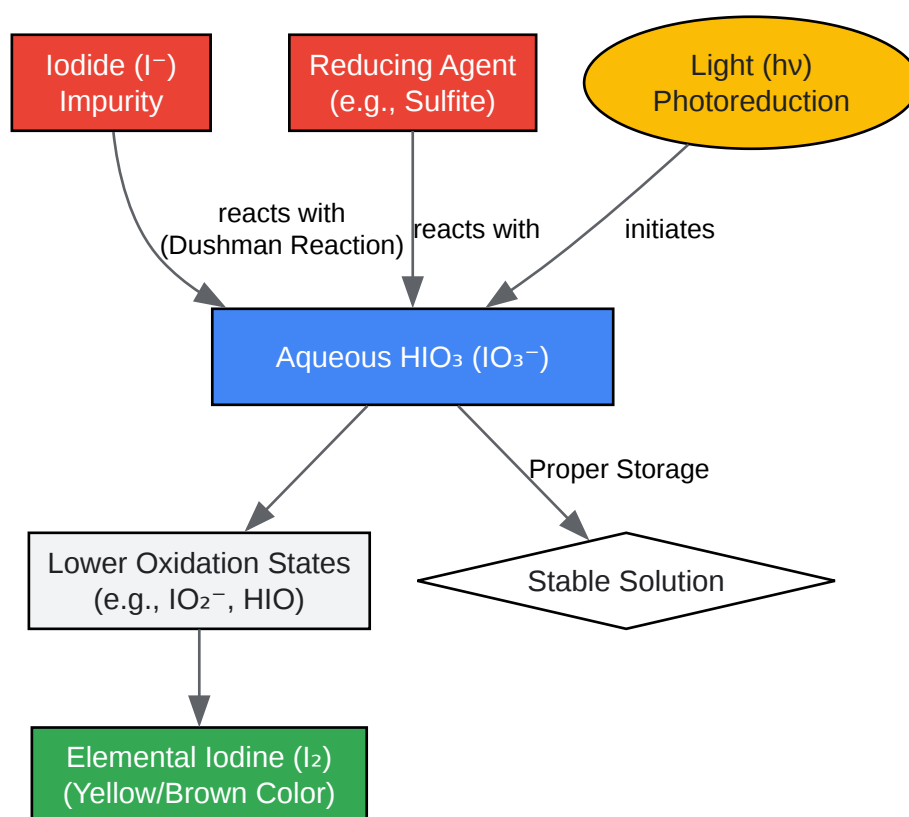 Iodide (I⁻)
Impurity
Reducing Agent
(e.g., Sulfite)
Light (hν)
Photoreduction
reacts with
(Dushman Reaction)
reacts with
initiates
Aqueous HIO₃ (IO₃⁻)
Proper Storage
Lower Oxidation States
(e.g., IO₂⁻, HIO)
Stable Solution
Elemental Iodine (I₂)
(Yellow/Brown Color)